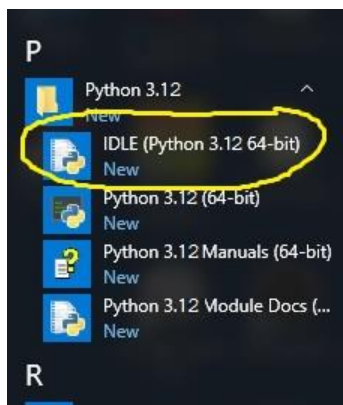 P
Python 3.12
New
IDLE (Python 3.12 64-bit)
New
Python 3.12 (64-bit)
New
Python 3.12 Manuals (64-bit)
New
Python 3.12 Module Docs (...
New
R